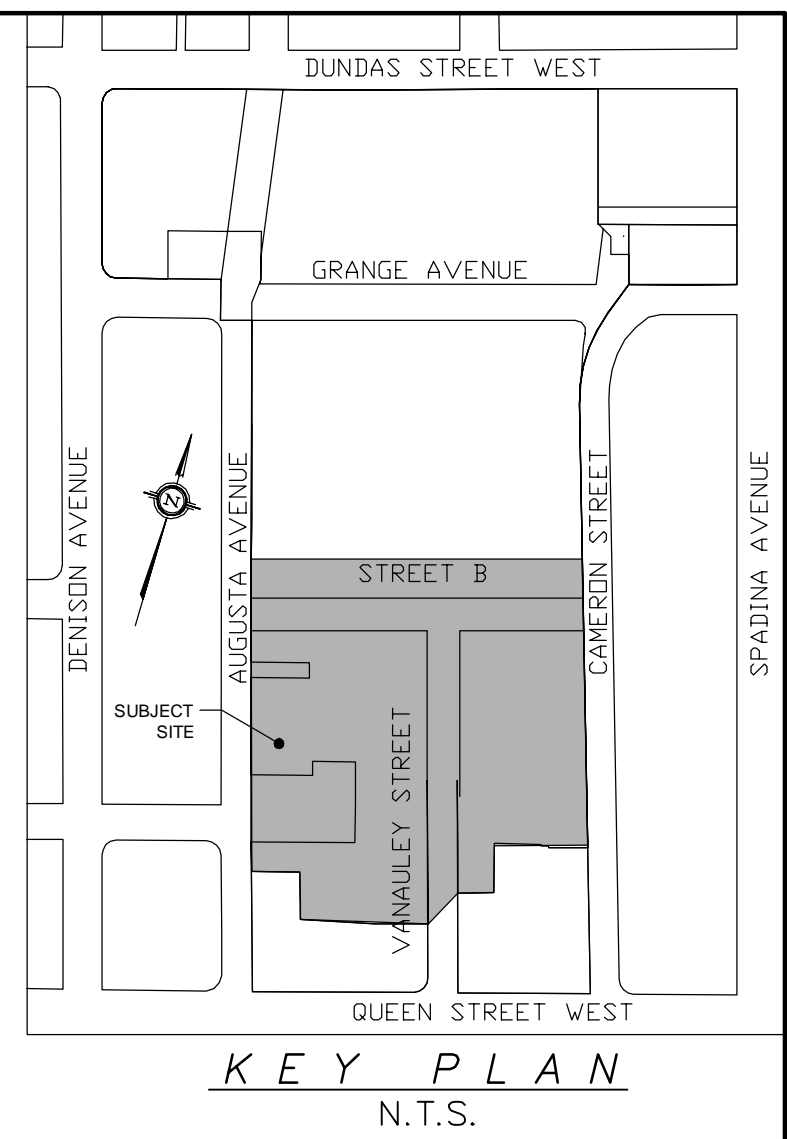 DUNDAS STREET WEST
GRANGE AVENUE
DENISON AVENUE
AUGUSTA AVENUE
N
STREET B
CAMERON STREET
SPADINA AVENUE
SUBJECT
SITE
VANAULEY STREET
QUEEN STREET WEST
KEY PLAN
N.T.S.